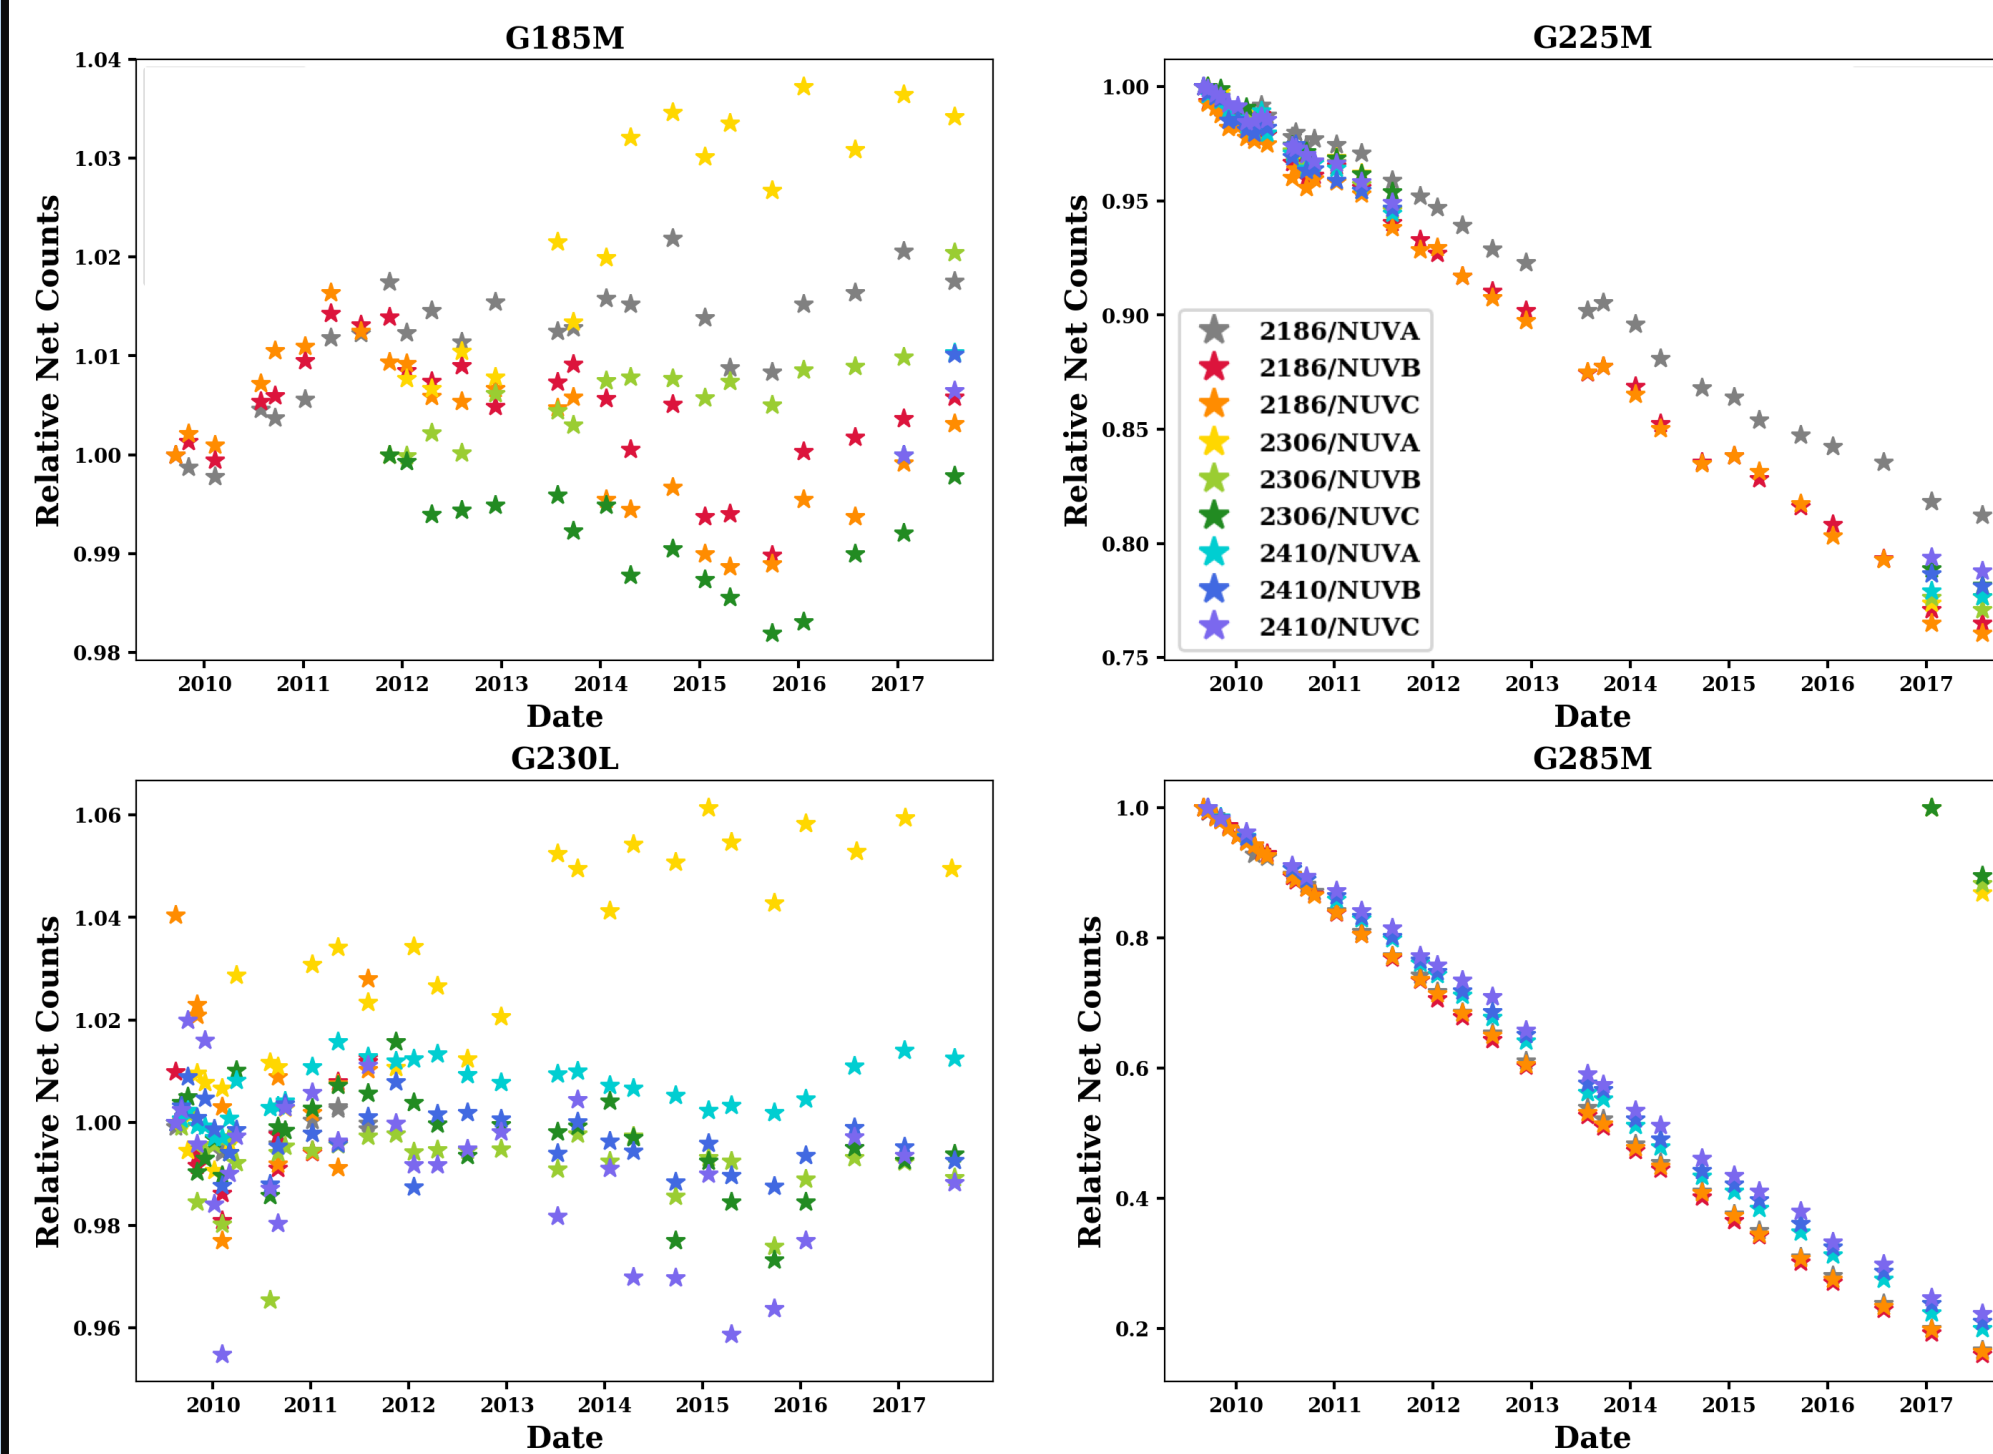 G185M
1.04
1.03
1.02
1.01
1.00
0.99
0.98
Relative Net Counts
2010 2011 2012 2013 2014 2015 2016 2017
Date
G225M
1.00
0.95
0.90
0.85
0.80
0.75
Relative Net Counts
2186/NUVA
2186/NUVB
2186/NUVC
2306/NUVA
2306/NUVB
2306/NUVC
2410/NUVA
2410/NUVB
2410/NUVC
2010 2011 2012 2013 2014 2015 2016 2017
Date
G230L
1.06
1.04
1.02
1.00
0.98
0.96
Relative Net Counts
2010 2011 2012 2013 2014 2015 2016 2017
Date
G285M
1.0
0.8
0.6
0.4
0.2
Relative Net Counts
2010 2011 2012 2013 2014 2015 2016 2017
Date